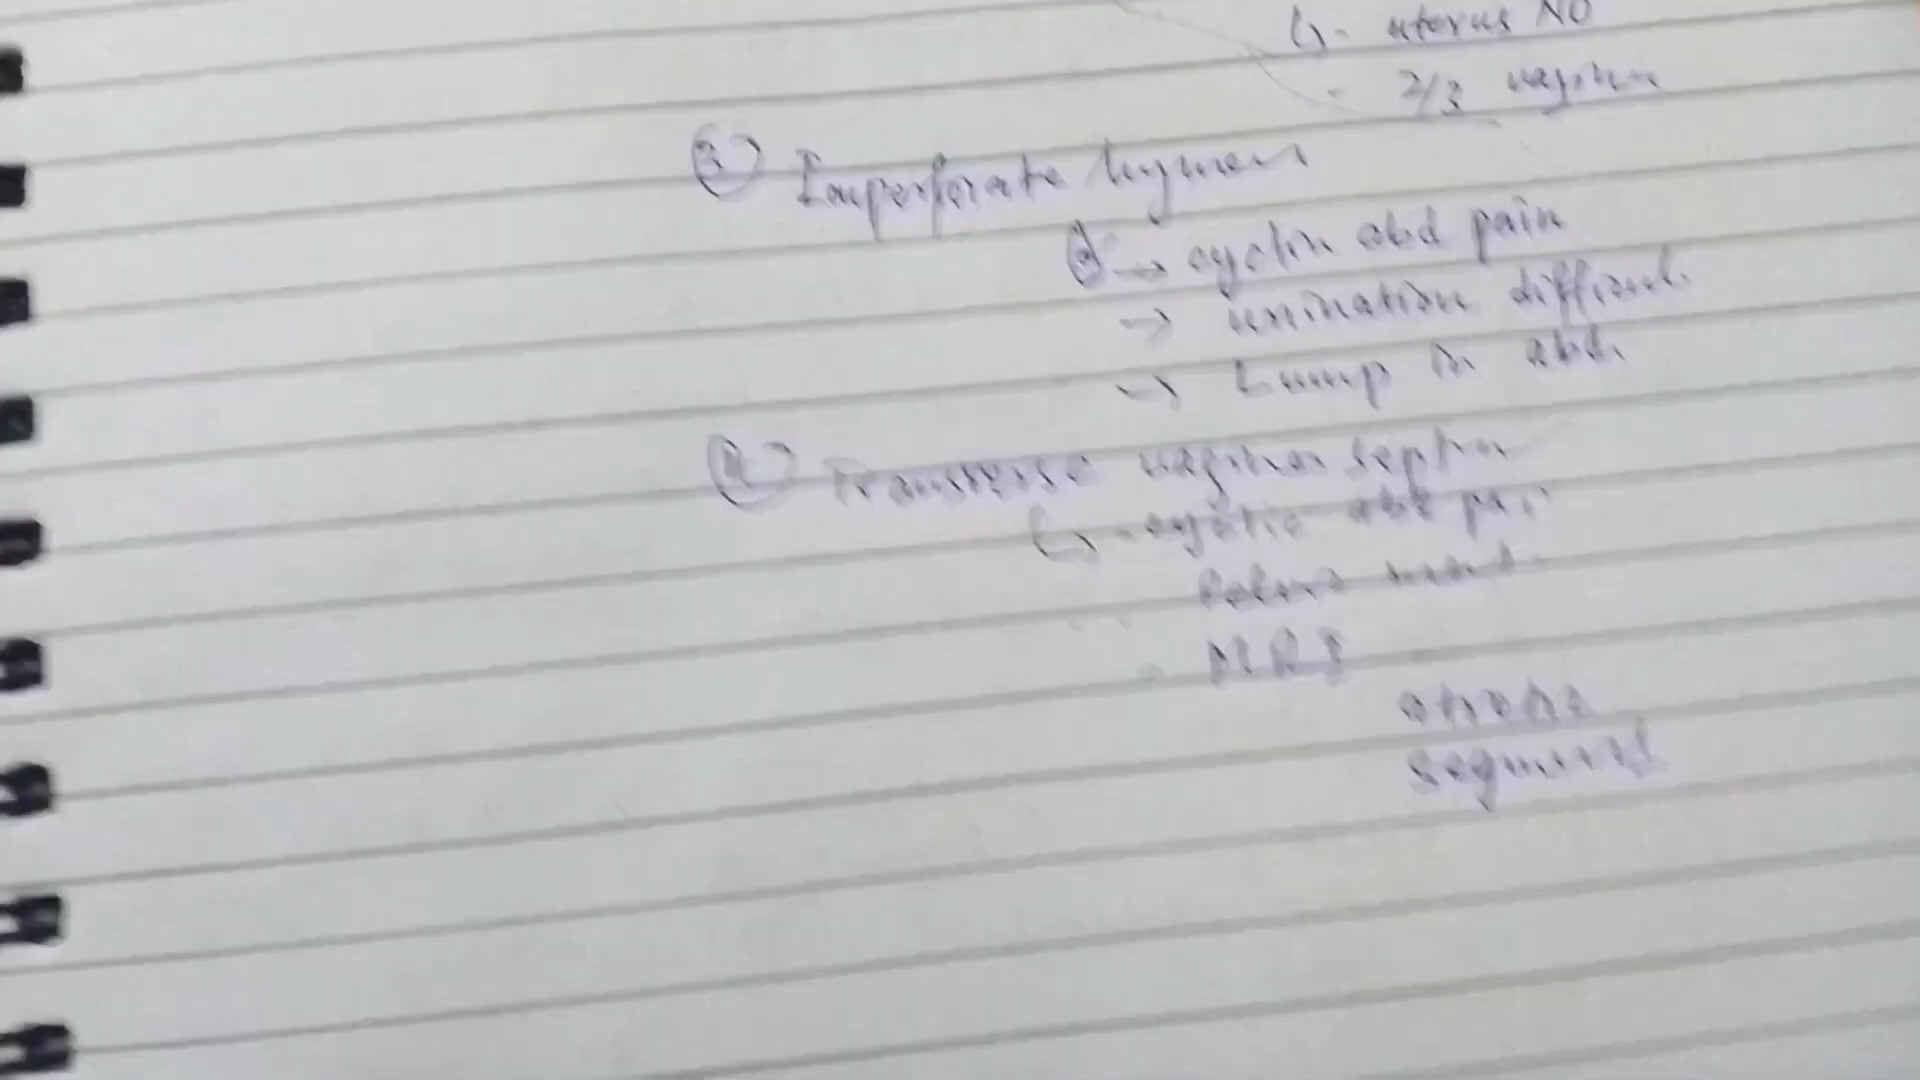 uterus NO
- 2/3 vagina
③ Imperforate hymen
→ cyclic abd pain
→ urination difficult
→ Lump in abd.
④ Transverse vaginal septum
- cyclic abd pai
MRI
segment